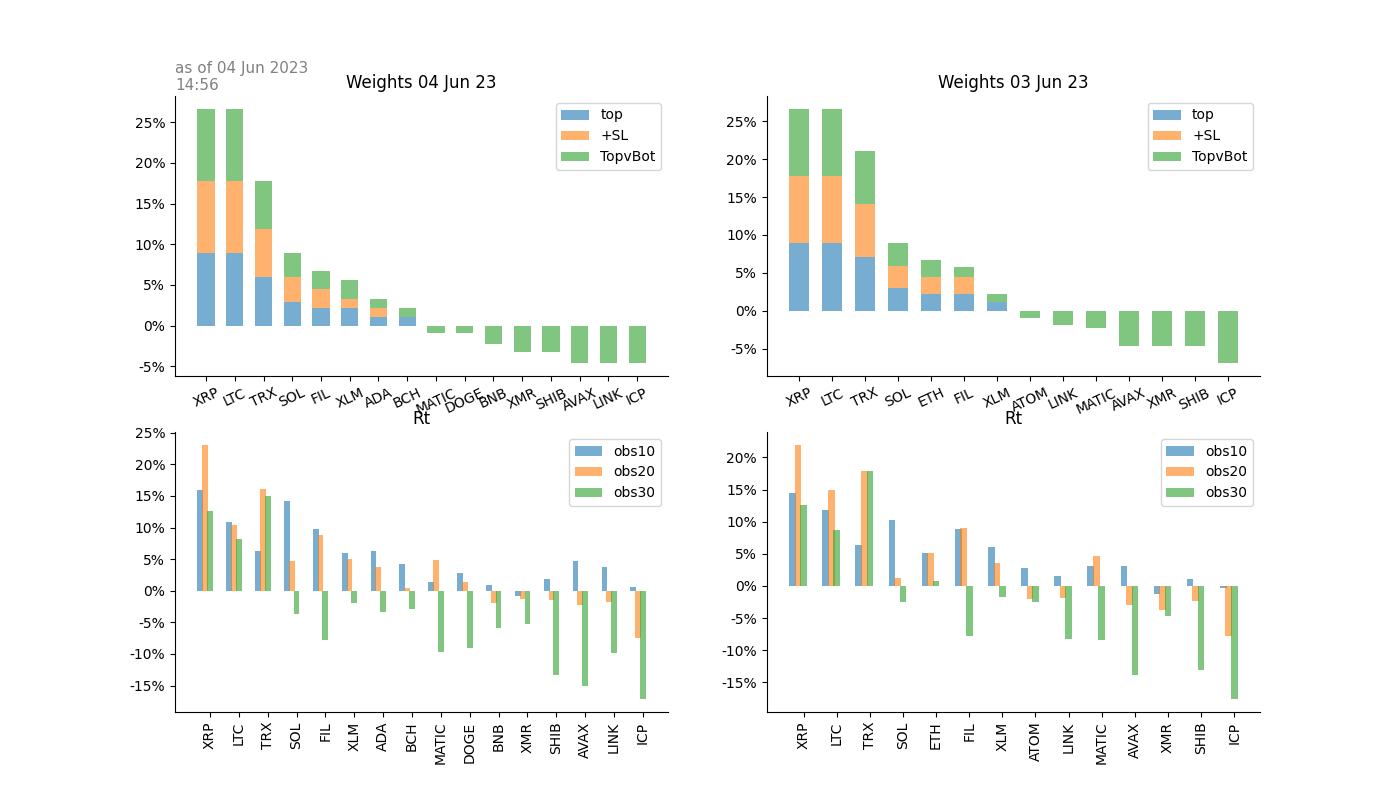 as of 04 Jun 2023
14:56
Weights 04 Jun 23
25%
20%
15%
10%
5%
0%
-5%
top
+SL
TopvBot
XRP LTC TRX SOL FIL XLM ADA BCH MATIC DOGE BNB XMR SHIB AVAX LINK ICP
Weights 03 Jun 23
25%
20%
15%
10%
5%
0%
-5%
top
+SL
TopvBot
XRP LTC TRX SOL ETH FIL XLM ATOM LINK MATIC AVAX XMR SHIB ICP
Rt
25%
20%
15%
10%
5%
0%
-5%
-10%
-15%
obs10
obs20
obs30
XRP LTC TRX SOL FIL XLM ADA BCH MATIC DOGE BNB XMR SHIB AVAX LINK ICP
Rt
20%
15%
10%
5%
0%
-5%
-10%
-15%
obs10
obs20
obs30
XRP LTC TRX SOL ETH FIL XLM ATOM LINK MATIC AVAX XMR SHIB ICP